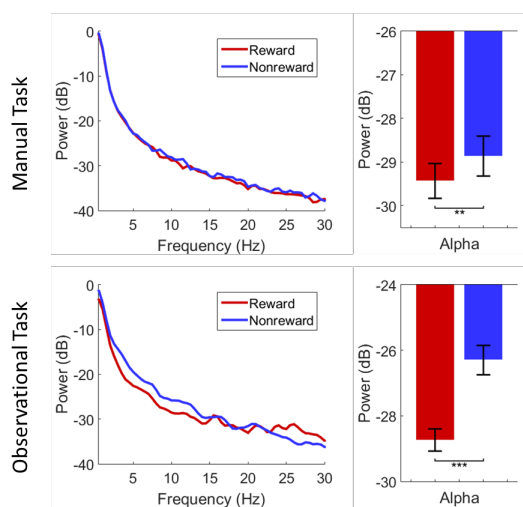 Manual Task
Power (dB)
0
-10
-20
-30
-40
5
10
15
20
25
30
Frequency (Hz)
Reward
Nonreward
Power (dB)
-26
-27
-28
-29
-30
**
Alpha
Observational Task
Power (dB)
0
-10
-20
-30
-40
5
10
15
20
25
30
Frequency (Hz)
Reward
Nonreward
Power (dB)
-24
-26
-28
-30
***
Alpha